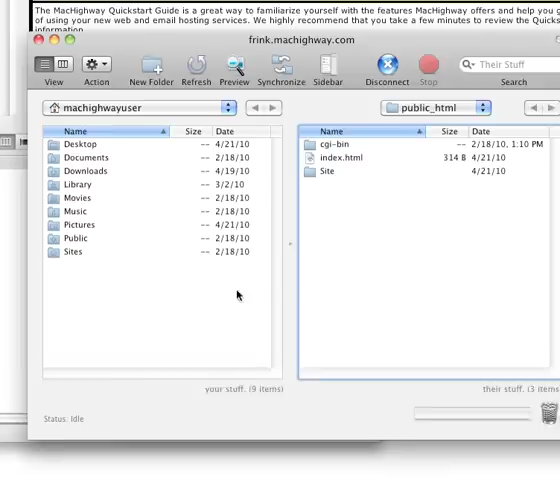 The MacHighway Quickstart Guide is a great way to familiarize yourself with the features MacHighway offers and help you g
of using your new web and email hosting services. We highly recommend that you take a few minutes to review the Quicks
information
frink.machighway.com
Their Stuff
View Action New Folder Refresh Preview Synchronize Sidebar Disconnect Stop Search
machighwayuser public_html
Name Size Date Name Size Date
Desktop -- 4/21/10 cgi-bin -- 2/18/10, 1:10 PM
Documents -- 2/18/10 index.html 314 B 4/21/10
Downloads -- 4/19/10 Site 4/21/10
Library -- 3/2/10
Movies -- 2/18/10
Music -- 2/18/10
Pictures -- 4/21/10
Public -- 2/18/10
Sites -- 2/18/10
your stuff. (9 items) their stuff. (3 items
Status: Idle